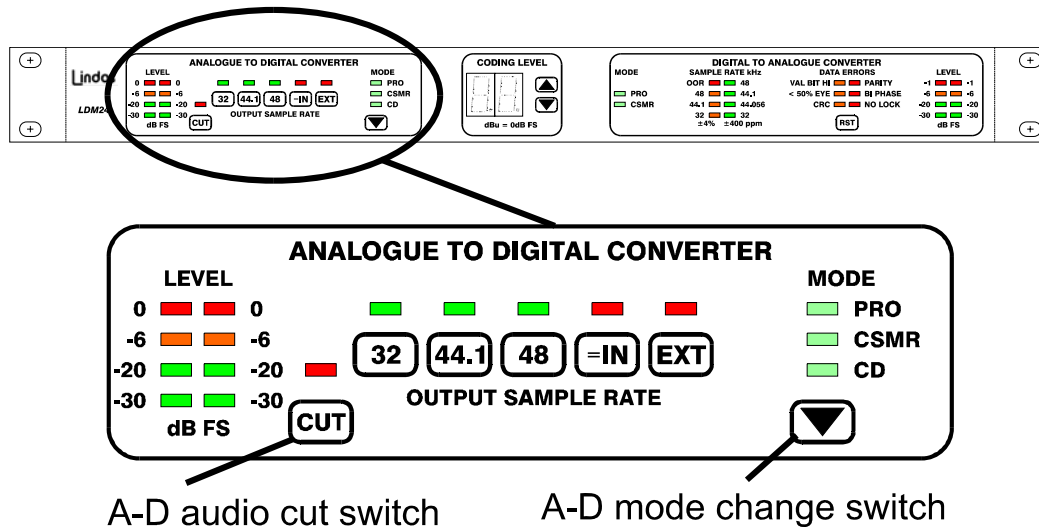 Lindos
LDM24
ANALOGUE TO DIGITAL CONVERTER
LEVEL
0 0
-6 -6
-20 -20
-30 -30
dB FS
CUT
32 44.1 48 =IN EXT
OUTPUT SAMPLE RATE
MODE
PRO
CSMR
CD
CODING LEVEL
dBu = 0dB FS
DIGITAL TO ANALOGUE CONVERTER
MODE
PRO
CSMR
SAMPLE RATE kHz
OOR 48
48 44.1
44.1 44.056
32 32
±4% ±400 ppm
DATA ERRORS
VAL BIT HI PARITY
< 50% EYE BI PHASE
CRC NO LOCK
RST
LEVEL
-1 -1
-6 -6
-20 -20
-30 -30
dB FS
ANALOGUE TO DIGITAL CONVERTER
LEVEL
0 0
-6 -6
-20 -20
-30 -30
dB FS
CUT
32 44.1 48 =IN EXT
OUTPUT SAMPLE RATE
MODE
PRO
CSMR
CD
A-D audio cut switch
A-D mode change switch